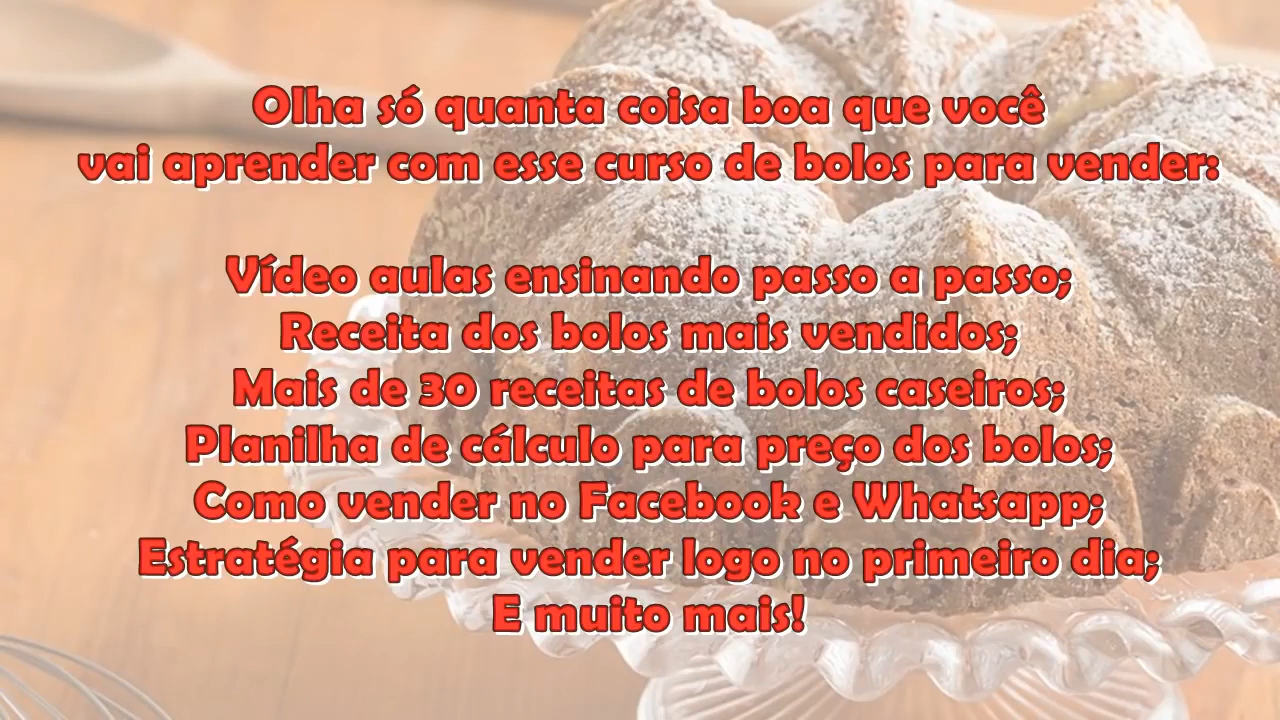 Olha só quanta coisa boa que você
vai aprender com esse curso de bolos para vender:
Vídeo aulas ensinando passo a passo;
Receita dos bolos mais vendidos;
Mais de 30 receitas de bolos caseiros;
Planilha de cálculo para preço dos bolos;
Como vender no Facebook e Whatsapp;
Estratégia para vender logo no primeiro dia;
E muito mais!